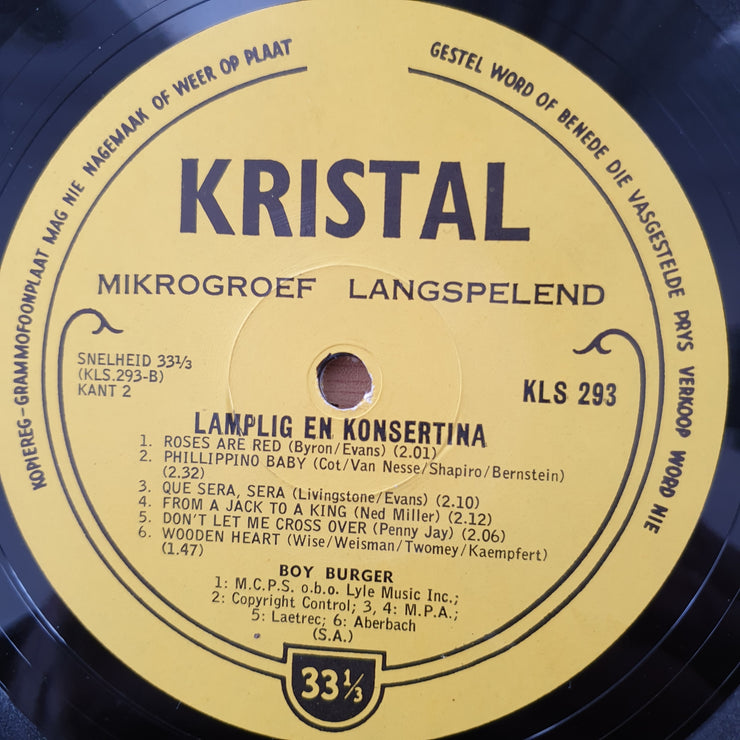 KOPIEREG-GRAMMOFOONPLAAT MAG NIE NAGEMAAK OF WEER OP PLAAT
GESTEL WORD OF BENEDE DIE VASGESTELDE PRYS VERKOOP WORD NIE
KRISTAL
MIKROGROEF LANGSPELEND
SNELHEID 33⅓
(KLS.293-B)
KANT 2
KLS 293
LAMPLIG EN KONSERTINA
1. ROSES ARE RED (Byron/Evans) (2.01)
2. PHILLIPPINO BABY (Cot/Van Nesse/Shapiro/Bernstein)
(2.32)
3. QUE SERA, SERA (Livingstone/Evans) (2.10)
4. FROM A JACK TO A KING (Ned Miller) (2.12)
5. DON'T LET ME CROSS OVER (Penny Jay) (2.06)
6. WOODEN HEART (Wise/Weisman/Twomey/Kaempfert)
(1.47)
BOY BURGER
1: M.C.P.S. o.b.o. Lyle Music Inc.;
2: Copyright Control; 3, 4: M.P.A.;
5: Laetrec; 6: Aberbach
(S.A.)
33⅓